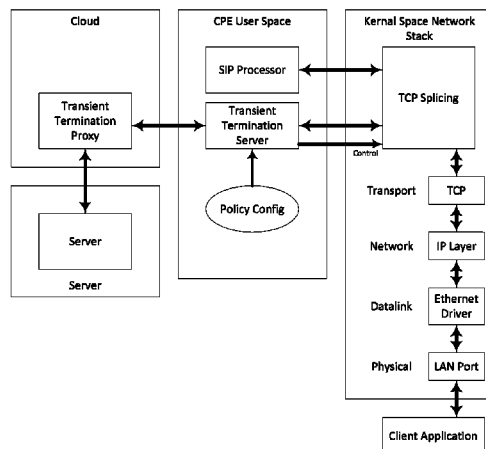 Cloud
Transient
Termination
Proxy
Server
Server
CPE User Space
SIP Processor
Transient
Termination
Server
Policy Config
Kernal Space Network
Stack
TCP Splicing
Control
Transport
TCP
Network
IP Layer
Datalink
Ethernet
Driver
Physical
LAN Port
Client Application